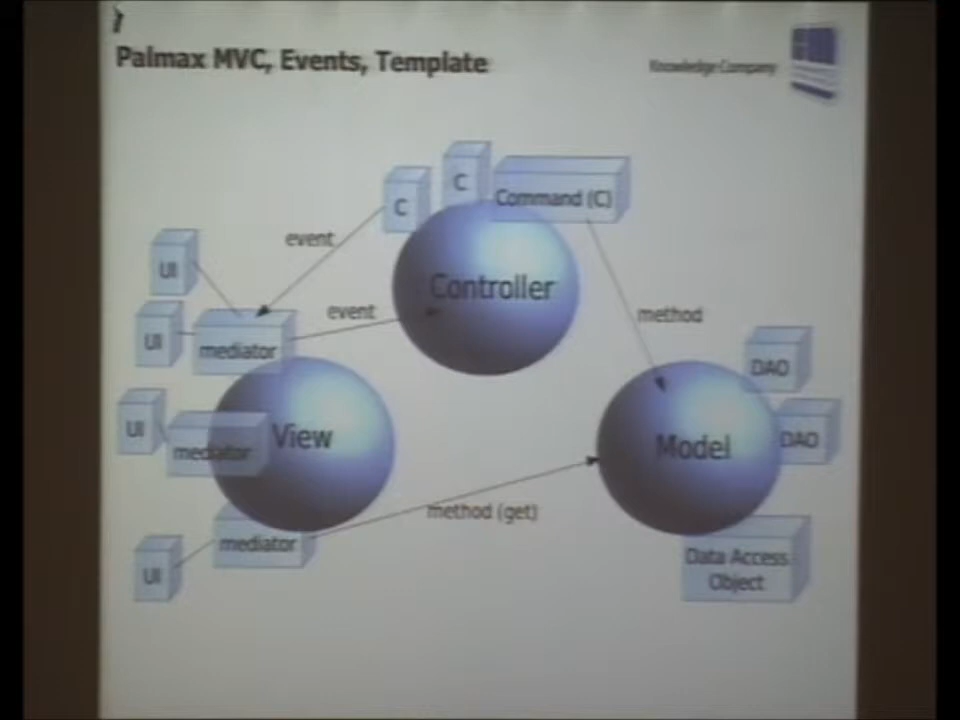 Palmax MVC, Events, Template
Knowledge Company
C
C
Command (C)
event
UI
Controller
event
method
UI
mediator
DAO
UI
View
mediator
Model
DAO
method (get)
mediator
UI
Data Access
Object